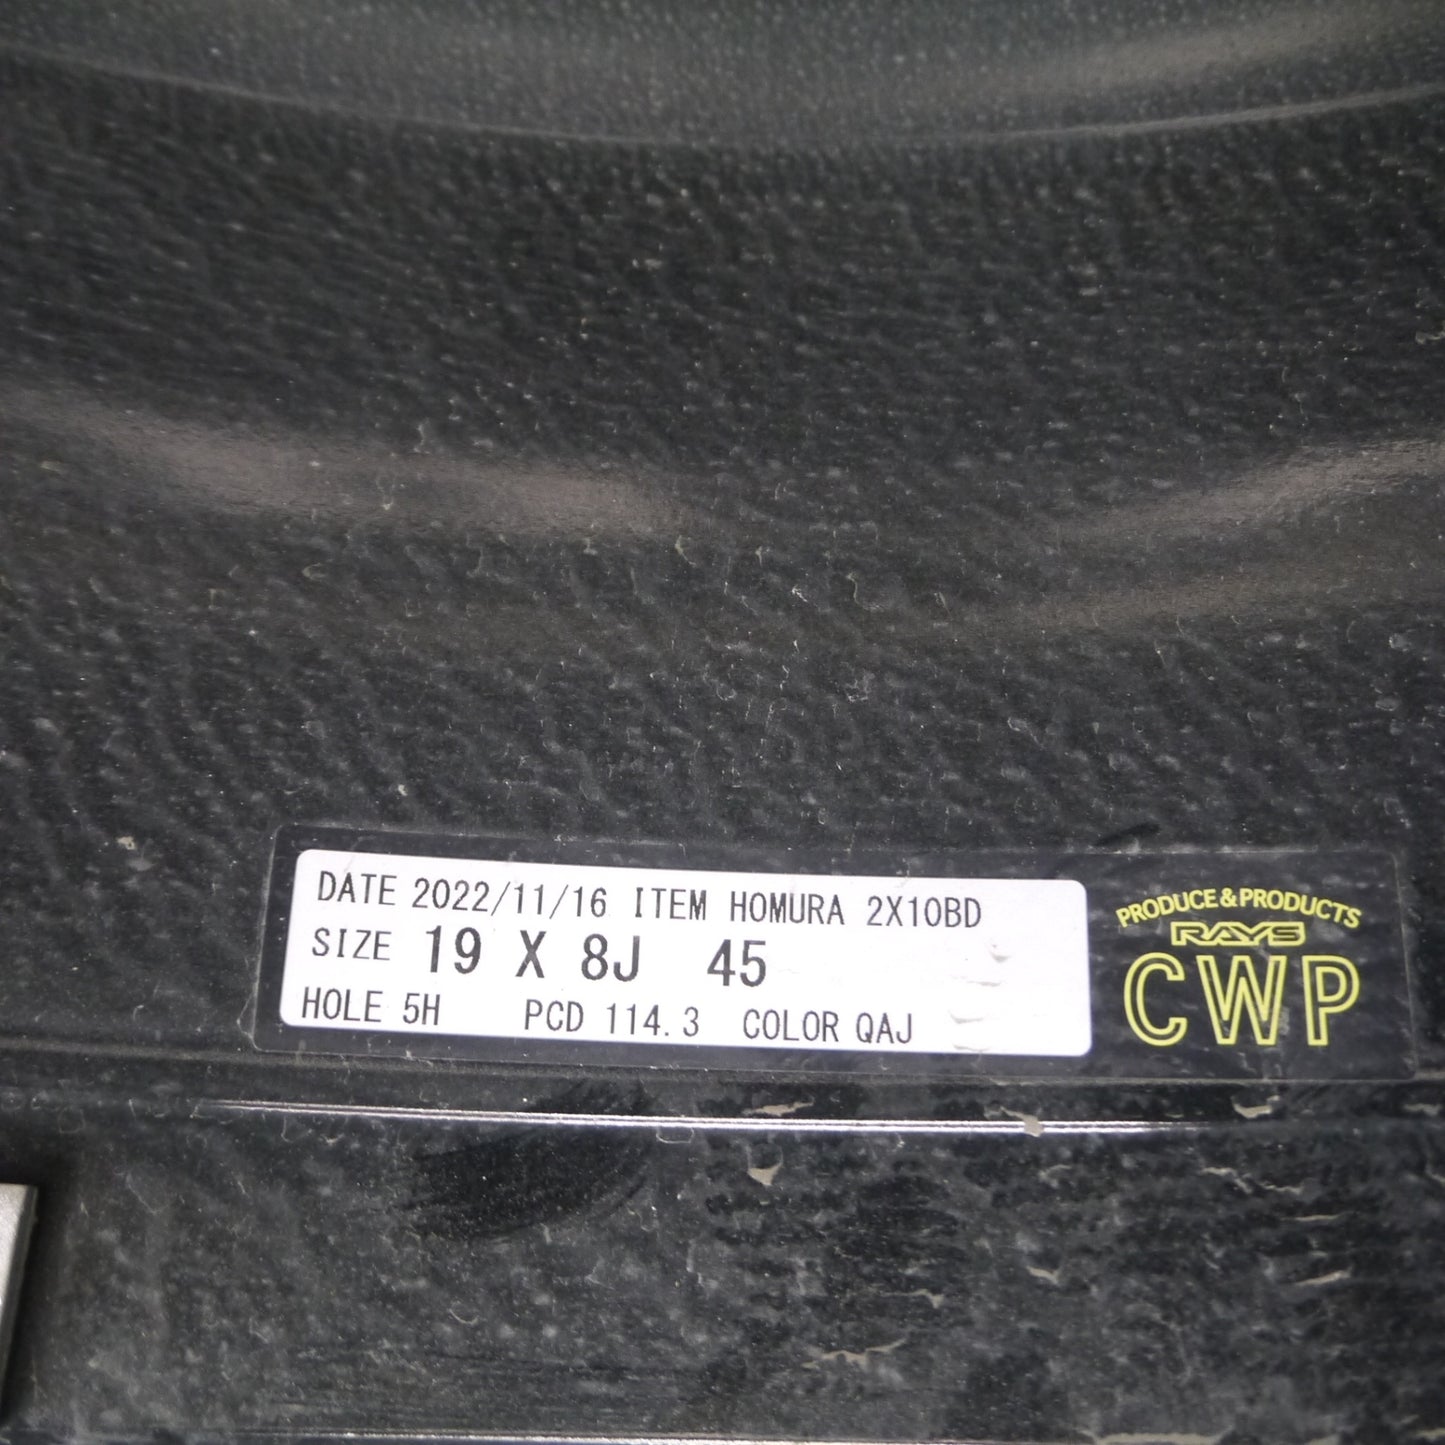 DATE 2022/11/16 ITEM HOMURA 2X10BD
SIZE 19 X 8J 45
HOLE 5H PCD 114.3 COLOR QAJ
PRODUCE & PRODUCTS
RAYS
CWP